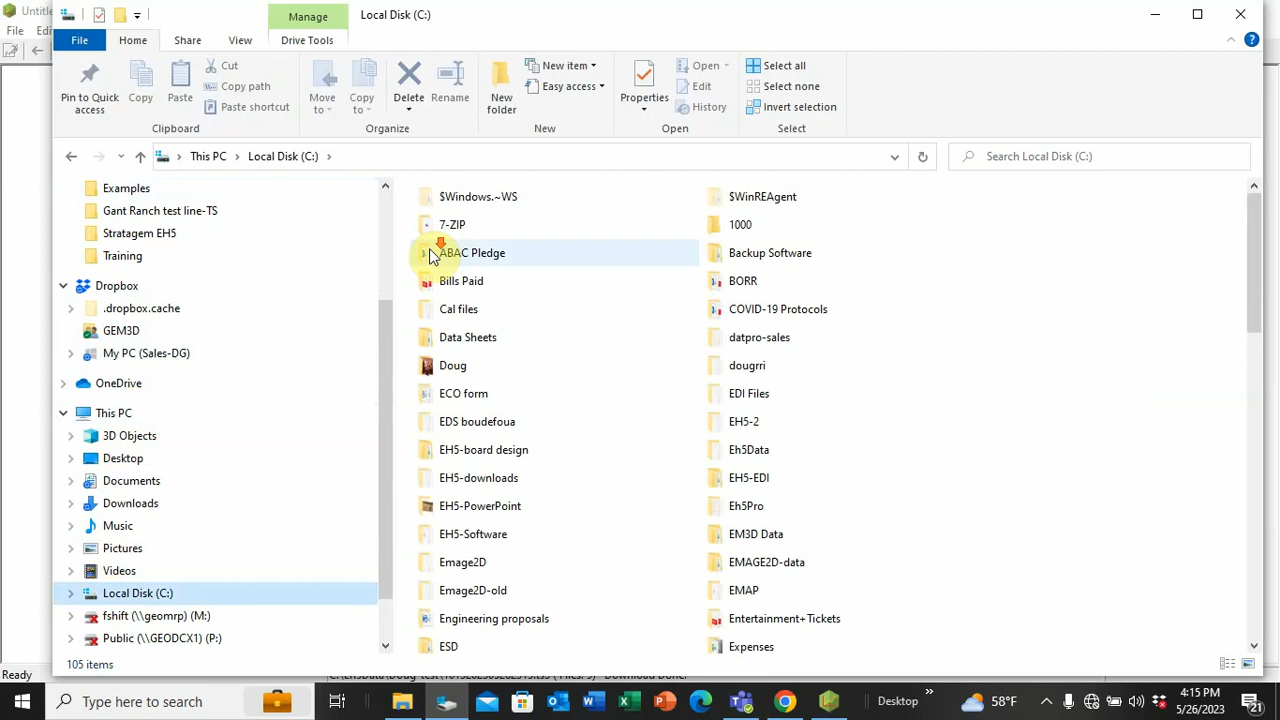 Untitle
Manage
Local Disk (C:)
File
Edi
File
Home
Share
View
Drive Tools
Pin to Quick access
Copy
Paste
Cut
Copy path
Paste shortcut
Clipboard
Move to
Copy to
Delete
Rename
Organize
New folder
New item
Easy access
New
Properties
Open
Edit
History
Open
Select all
Select none
Invert selection
Select
This PC
Local Disk (C:)
Search Local Disk (C:)
Examples
Gant Ranch test line-TS
Stratagem EH5
Training
Dropbox
.dropbox.cache
GEM3D
My PC (Sales-DG)
OneDrive
This PC
3D Objects
Desktop
Documents
Downloads
Music
Pictures
Videos
Local Disk (C:)
fshift (\\geomrp) (M:)
Public (\\GEODCX1) (P:)
$Windows.~WS
$WinREAgent
7-ZIP
1000
ABAC Pledge
Backup Software
Bills Paid
BORR
Cal files
COVID-19 Protocols
Data Sheets
datpro-sales
Doug
dougrri
ECO form
EDI Files
EDS boudefoua
EH5-2
EH5-board design
Eh5Data
EH5-downloads
EH5-EDI
EH5-PowerPoint
Eh5Pro
EH5-Software
EM3D Data
Emage2D
EMAGE2D-data
Emage2D-old
EMAP
Engineering proposals
Entertainment+Tickets
ESD
Expenses
105 items
Ready
Type here to search
Desktop
58°F
4:15 PM
5/26/2023
21